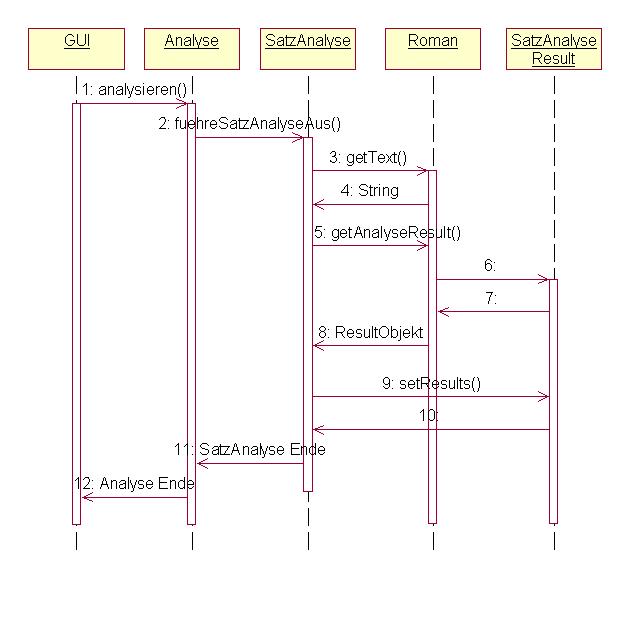 GUI
Analyse
SatzAnalyse
Roman
SatzAnalyse
Result
1: analysieren()
2: fuehreSatzAnalyseAus()
3: getText()
4: String
5: getAnalyseResult()
6:
7:
8: ResultObjekt
9: setResults()
10:
11: SatzAnalyse Ende
12: Analyse Ende